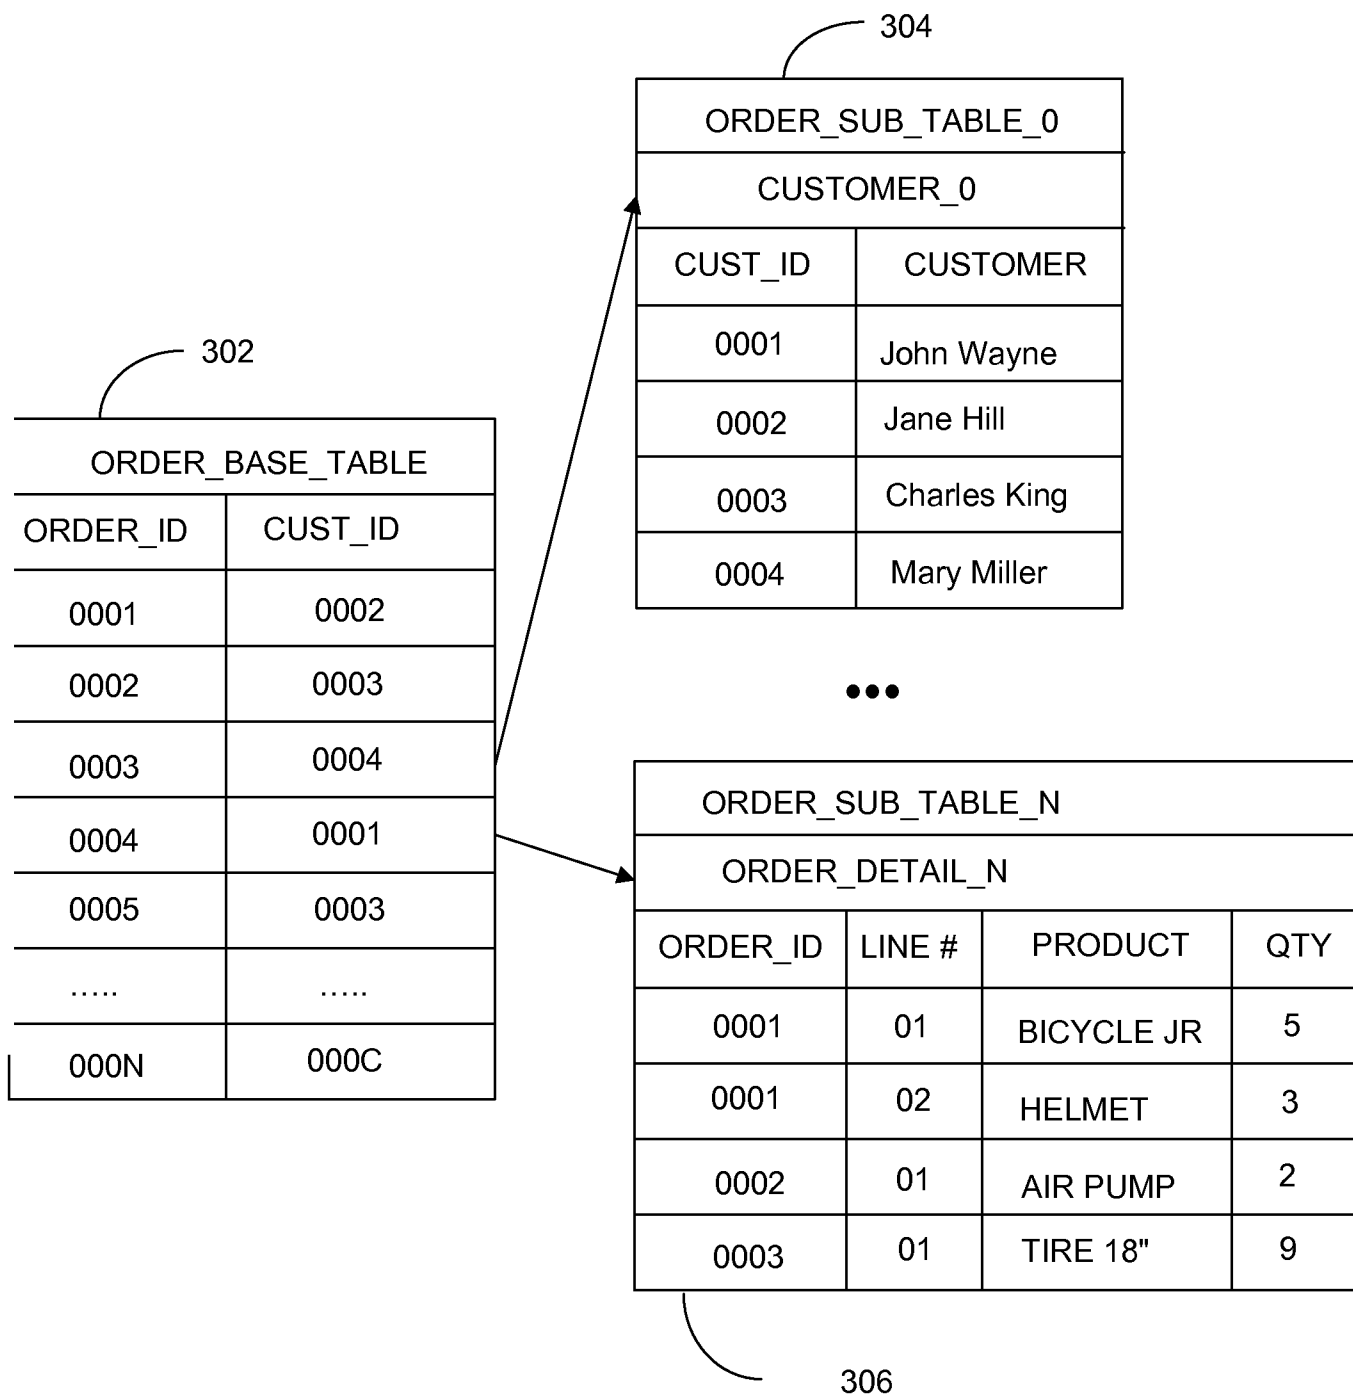 304
ORDER_SUB_TABLE_0
CUSTOMER_0
CUST_ID CUSTOMER
0001 John Wayne
0002 Jane Hill
0003 Charles King
0004 Mary Miller
302
ORDER_BASE_TABLE
ORDER_ID CUST_ID
0001 0002
0002 0003
0003 0004
0004 0001
0005 0003
..... .....
000N 000C
•••
ORDER_SUB_TABLE_N
ORDER_DETAIL_N
ORDER_ID LINE # PRODUCT QTY
0001 01 BICYCLE JR 5
0001 02 HELMET 3
0002 01 AIR PUMP 2
0003 01 TIRE 18" 9
306